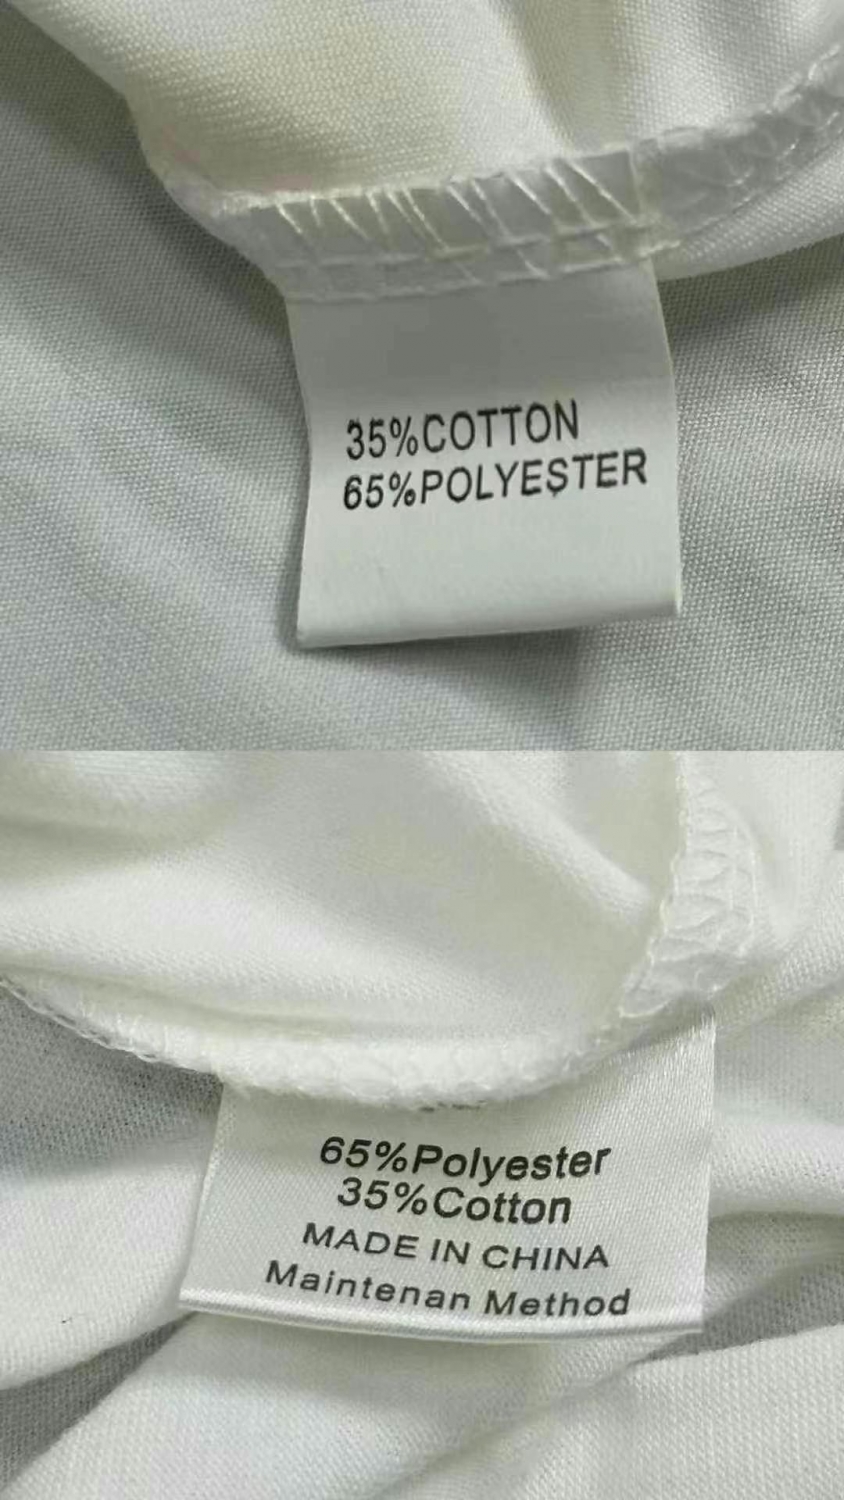 35%COTTON
65%POLYESTER
65%Polyester
35%Cotton
MADE IN CHINA
Maintenan Method